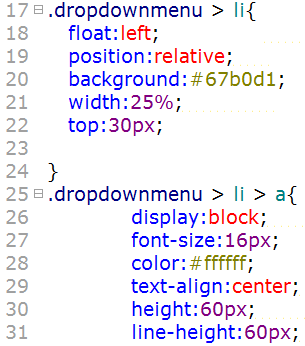 17 .dropdownmenu > li{
18 float:left;
19 position:relative;
20 background:#67b0d1;
21 width:25%;
22 top:30px;
23
24 }
25 .dropdownmenu > li > a{
26 display:block;
27 font-size:16px;
28 color:#ffffff;
29 text-align:center;
30 height:60px;
31 line-height:60px;